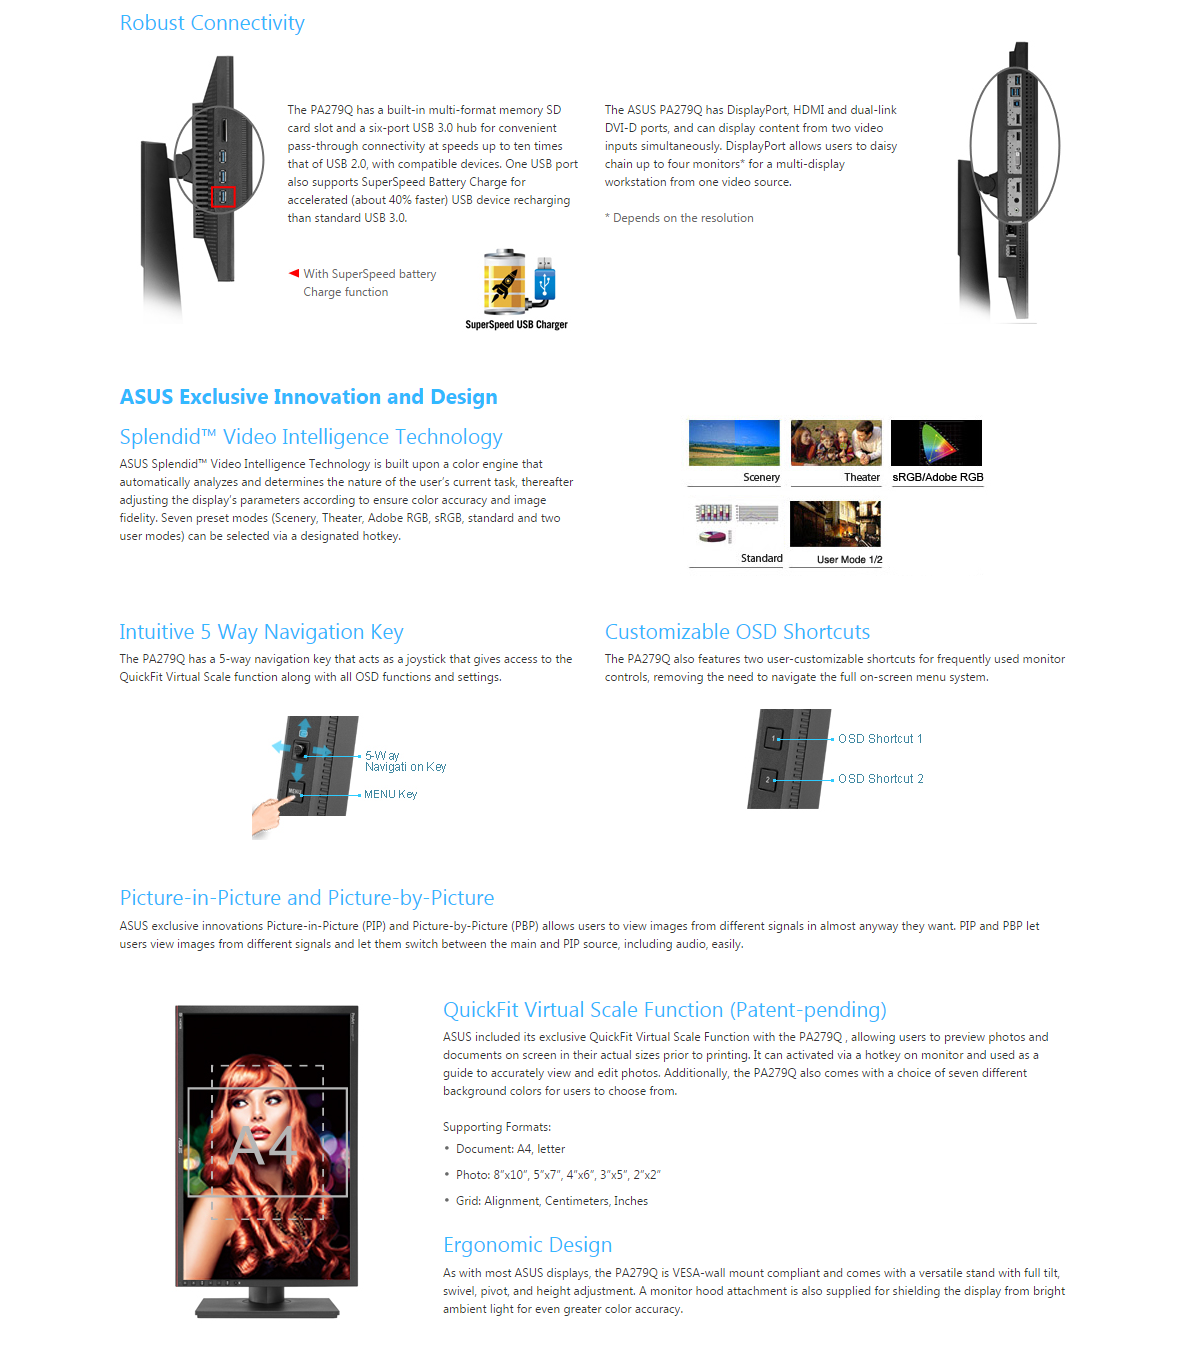 Robust Connectivity
The PA279Q has a built-in multi-format memory SD
card slot and a six-port USB 3.0 hub for convenient
pass-through connectivity at speeds up to ten times
that of USB 2.0, with compatible devices. One USB port
also supports SuperSpeed Battery Charge for
accelerated (about 40% faster) USB device recharging
than standard USB 3.0.
With SuperSpeed battery
Charge function
SuperSpeed USB Charger
The ASUS PA279Q has DisplayPort, HDMI and dual-link
DVI-D ports, and can display content from two video
inputs simultaneously. DisplayPort allows users to daisy
chain up to four monitors* for a multi-display
workstation from one video source.
* Depends on the resolution
ASUS Exclusive Innovation and Design
Splendid™ Video Intelligence Technology
ASUS Splendid™ Video Intelligence Technology is built upon a color engine that
automatically analyzes and determines the nature of the user's current task, thereafter
adjusting the display's parameters according to ensure color accuracy and image
fidelity. Seven preset modes (Scenery, Theater, Adobe RGB, sRGB, standard and two
user modes) can be selected via a designated hotkey.
Scenery
Theater
sRGB/Adobe RGB
Standard
User Mode 1/2
Intuitive 5 Way Navigation Key
The PA279Q has a 5-way navigation key that acts as a joystick that gives access to the
QuickFit Virtual Scale function along with all OSD functions and settings.
5-Way
Navigati on Key
MENU
MENU Key
Customizable OSD Shortcuts
The PA279Q also features two user-customizable shortcuts for frequently used monitor
controls, removing the need to navigate the full on-screen menu system.
1
OSD Shortcut 1
2
OSD Shortcut 2
Picture-in-Picture and Picture-by-Picture
ASUS exclusive innovations Picture-in-Picture (PIP) and Picture-by-Picture (PBP) allows users to view images from different signals in almost anyway they want. PIP and PBP let
users view images from different signals and let them switch between the main and PIP source, including audio, easily.
A4
QuickFit Virtual Scale Function (Patent-pending)
ASUS included its exclusive QuickFit Virtual Scale Function with the PA279Q , allowing users to preview photos and
documents on screen in their actual sizes prior to printing. It can activated via a hotkey on monitor and used as a
guide to accurately view and edit photos. Additionally, the PA279Q also comes with a choice of seven different
background colors for users to choose from.
Supporting Formats:
• Document: A4, letter
• Photo: 8"x10", 5"x7", 4"x6", 3"x5", 2"x2"
• Grid: Alignment, Centimeters, Inches
Ergonomic Design
As with most ASUS displays, the PA279Q is VESA-wall mount compliant and comes with a versatile stand with full tilt,
swivel, pivot, and height adjustment. A monitor hood attachment is also supplied for shielding the display from bright
ambient light for even greater color accuracy.